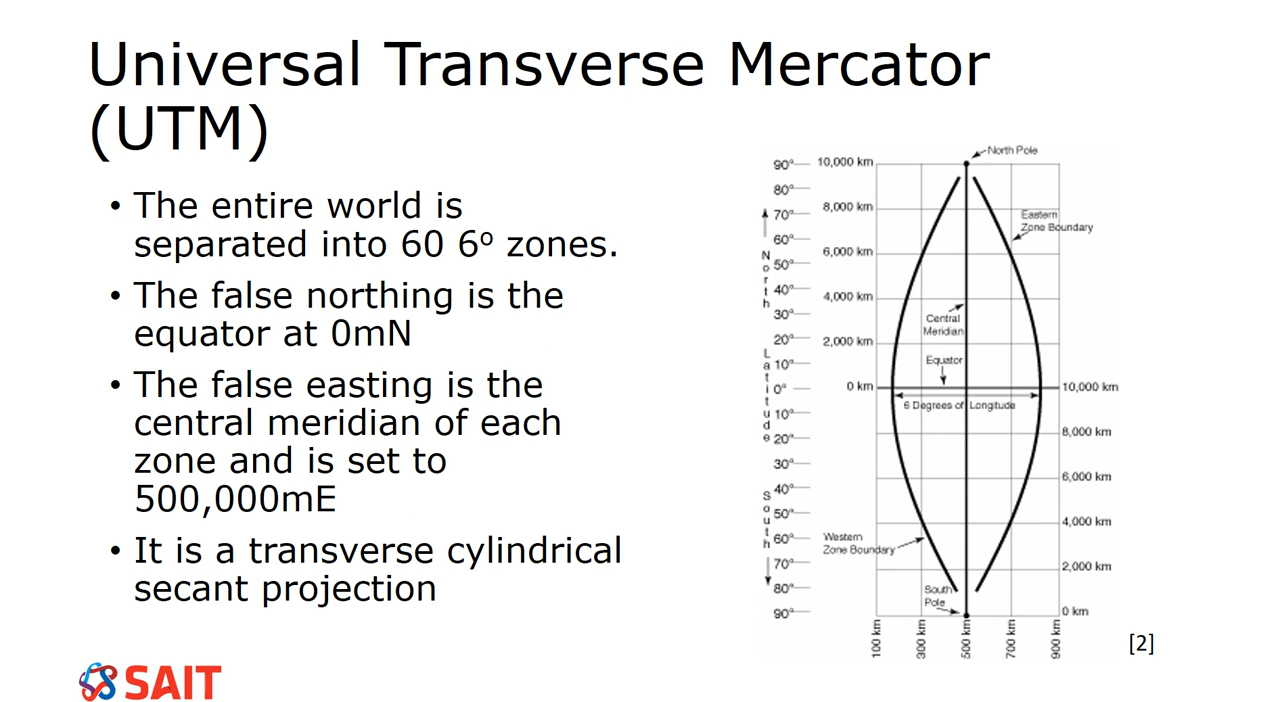 Universal Transverse Mercator
(UTM)
• The entire world is
separated into 60 6º zones.
• The false northing is the
equator at 0mN
• The false easting is the
central meridian of each
zone and is set to
500,000mE
• It is a transverse cylindrical
secant projection
North Pole
90° 10,000 km
80°
70° 8,000 km
60°
50° 6,000 km
40°
30° 4,000 km
20°
10° 2,000 km
0° 0 km
10°
20°
30°
40°
50°
60°
70°
80°
90°
North
Latitude
South
Eastern
Zone Boundary
Central
Meridian
Equator
6 Degrees of Longitude
10,000 km
8,000 km
6,000 km
4,000 km
2,000 km
0 km
Western
Zone Boundary
South
Pole
100 km
300 km
500 km
700 km
900 km
[2]
SAIT